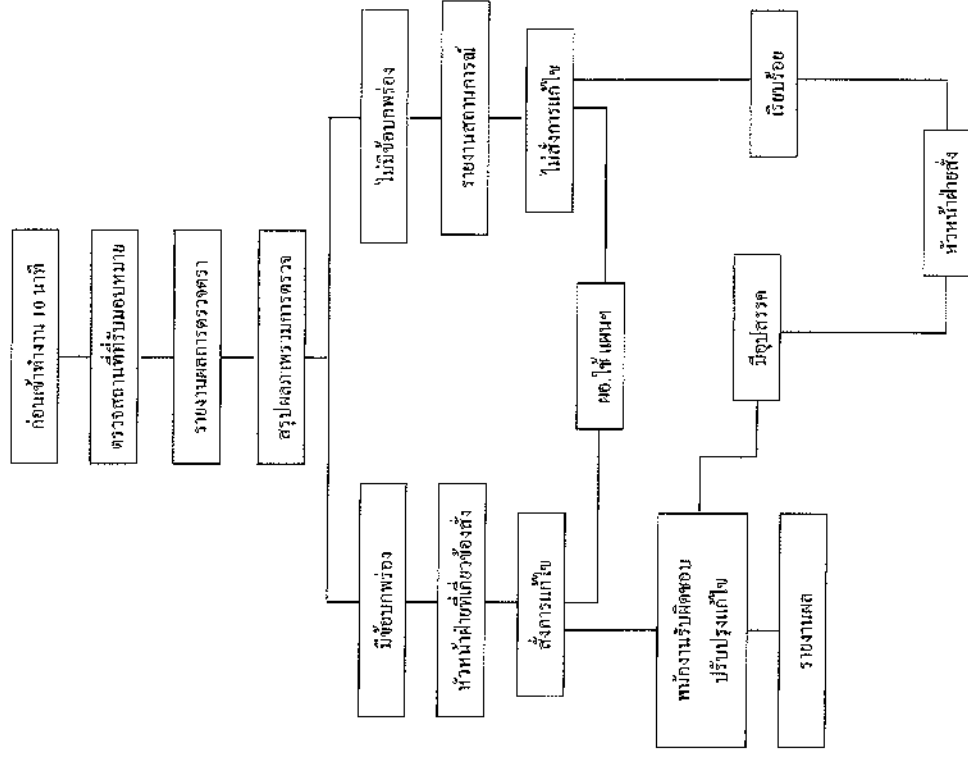 ก่อนเข้าทำงาน 10 นาที
ตรวจสถานที่ที่รับมอบหมาย
รายงานผลการตรวจตรา
สรุปผลภาพรวมการตรวจ
มีข้อบกพร่อง
ไม่มีข้อบกพร่อง
หัวหน้าฝ่ายที่เกี่ยวข้องสั่ง
รายงานสถานการณ์
สั่งการแก้ไข
ไม่สั่งการแก้ไข
ผอ.ใช้ แผนฯ
พนักงานรับผิดชอบ
ปรับปรุงแก้ไข
มีอุปสรรค
เรียบร้อย
รายงานผล
หัวหน้าฝ่ายสั่ง